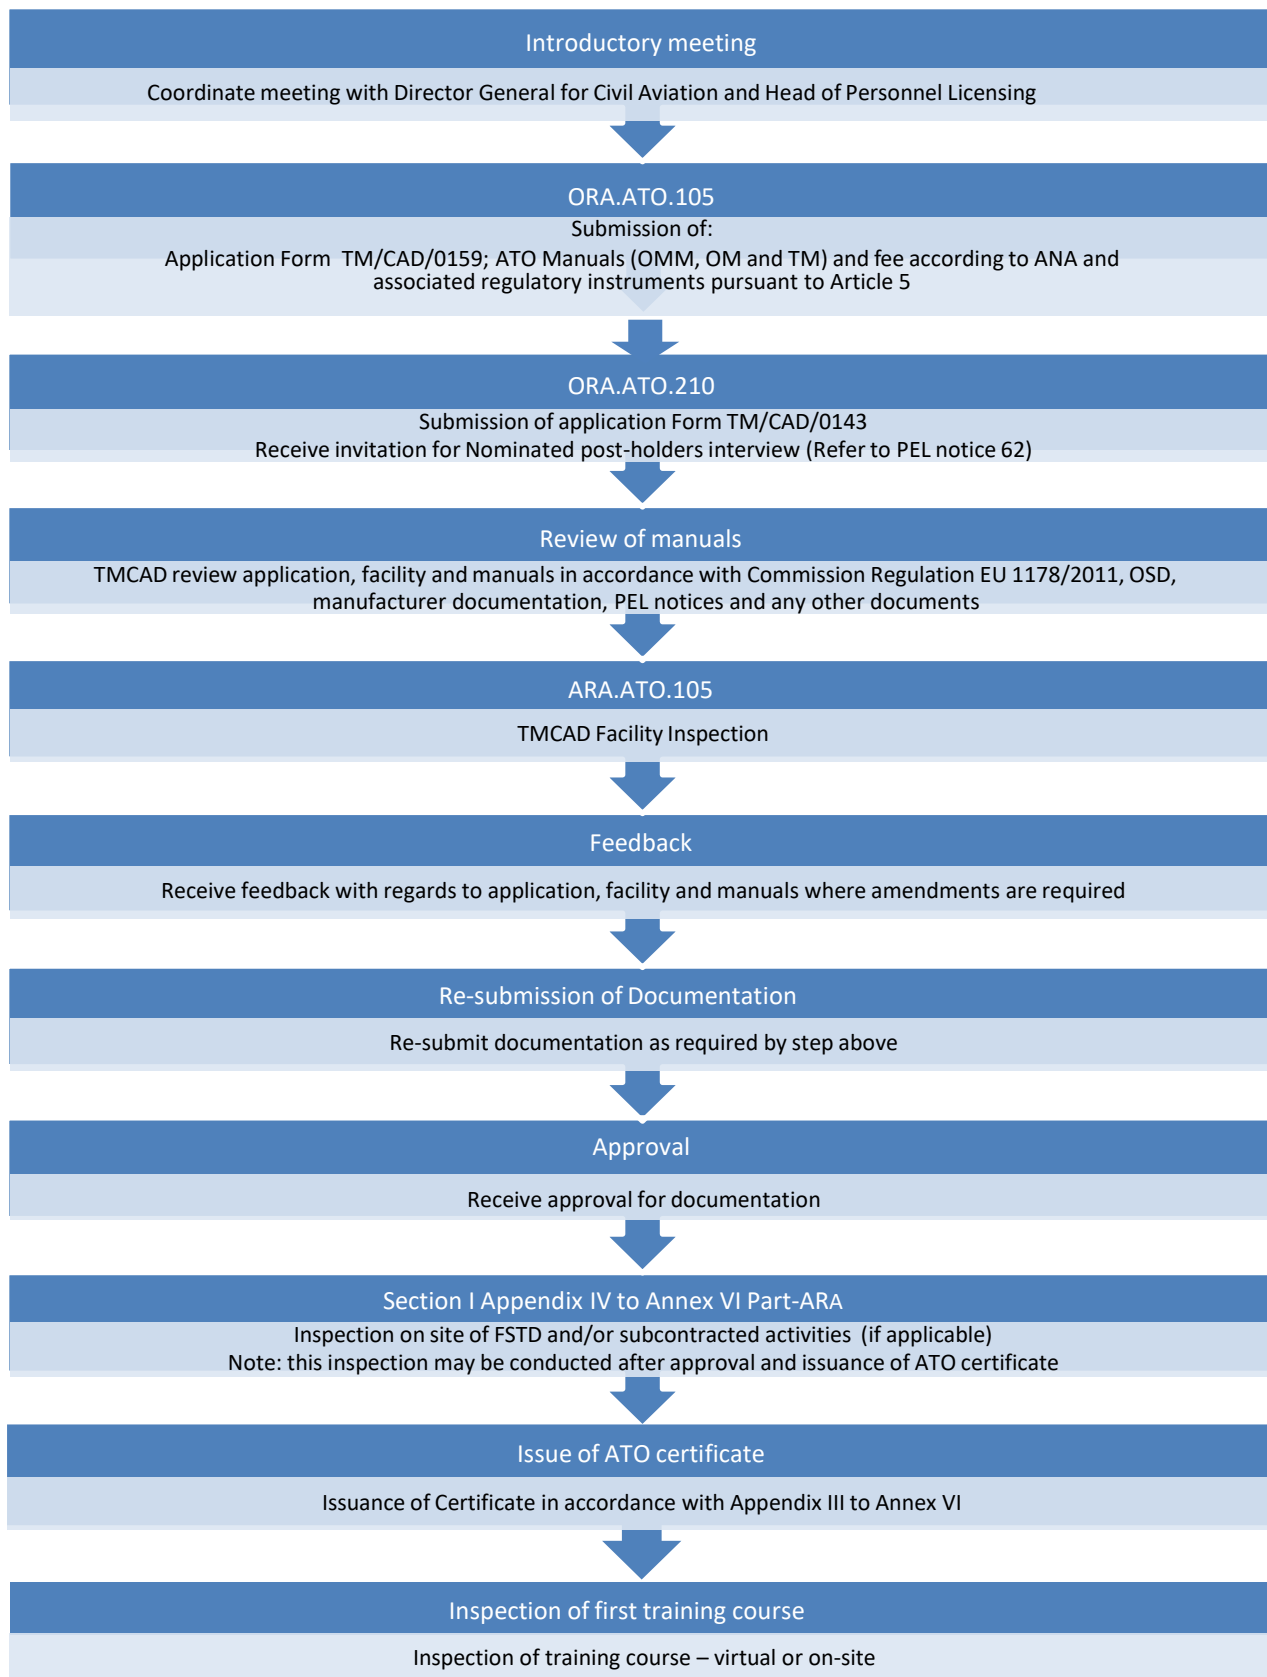 Introductory meeting
Coordinate meeting with Director General for Civil Aviation and Head of Personnel Licensing
ORA.ATO.105
Submission of:
Application Form TM/CAD/0159; ATO Manuals (OMM, OM and TM) and fee according to ANA and
associated regulatory instruments pursuant to Article 5
ORA.ATO.210
Submission of application Form TM/CAD/0143
Receive invitation for Nominated post-holders interview (Refer to PEL notice 62)
Review of manuals
TMCAD review application, facility and manuals in accordance with Commission Regulation EU 1178/2011, OSD,
manufacturer documentation, PEL notices and any other documents
ARA.ATO.105
TMCAD Facility Inspection
Feedback
Receive feedback with regards to application, facility and manuals where amendments are required
Re-submission of Documentation
Re-submit documentation as required by step above
Approval
Receive approval for documentation
Section I Appendix IV to Annex VI Part-ARA
Inspection on site of FSTD and/or subcontracted activities (if applicable)
Note: this inspection may be conducted after approval and issuance of ATO certificate
Issue of ATO certificate
Issuance of Certificate in accordance with Appendix III to Annex VI
Inspection of first training course
Inspection of training course – virtual or on-site